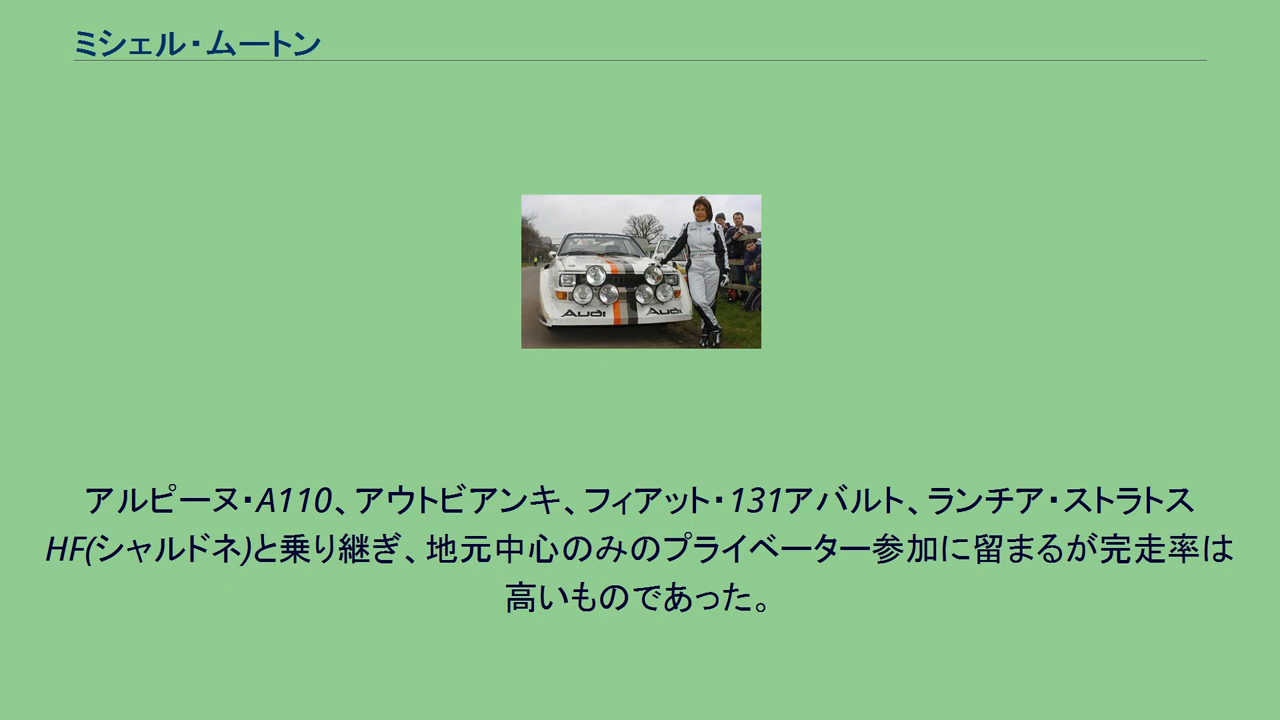 ミシェル・ムートン
Audi Audi
アルピーヌ・A110、アウトビアンキ、フィアット・131アバルト、ランチア・ストラトス
HF(シャルドネ)と乗り継ぎ、地元中心のみのプライベーター参加に留まるが完走率は
高いものであった。